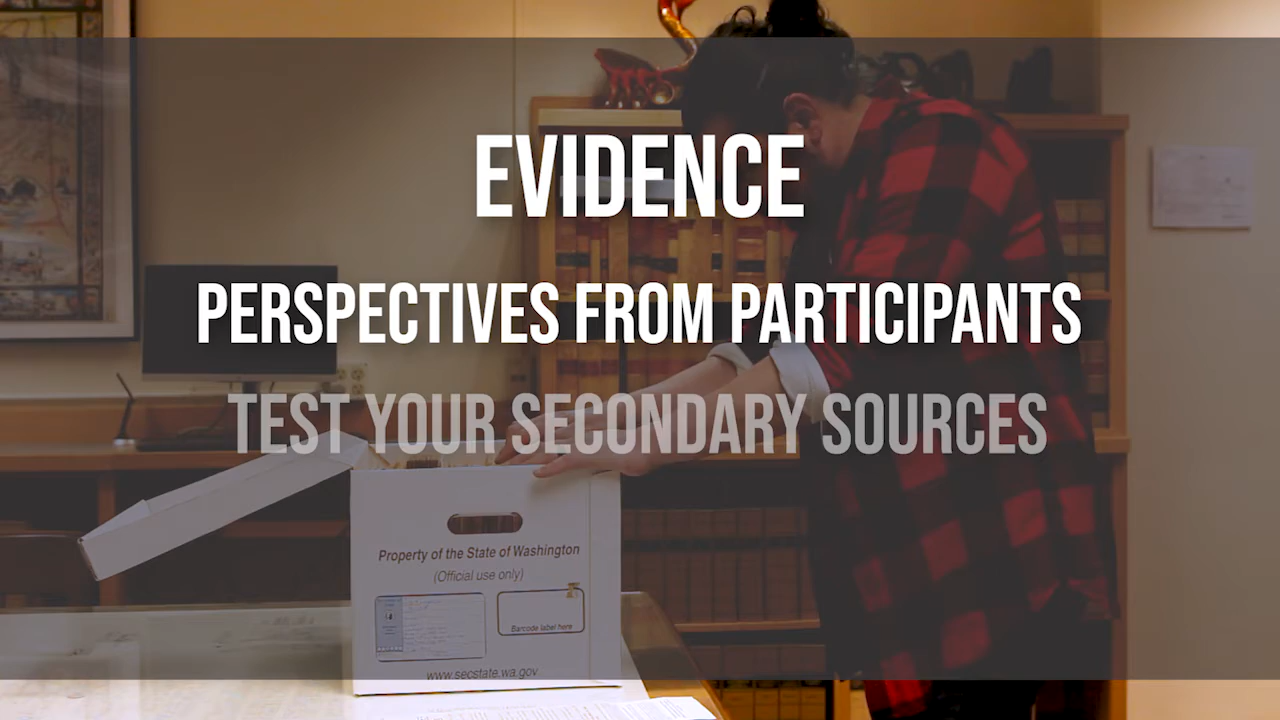 EVIDENCE
PERSPECTIVES FROM PARTICIPANTS
TEST YOUR SECONDARY SOURCES
Property of the State of Washington
(Official use only)
Barcode label here
www.secstate.wa.gov